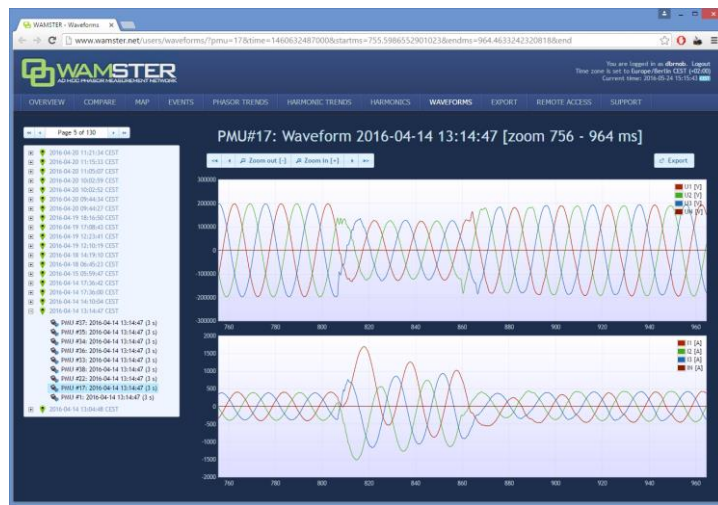 WAMSTER - Waveforms
www.wamster.net/users/waveforms/?pmu=17&time=1460632487000&startms=755.5986552901023&endms=964.4633242320818&end
WAMSTER
AD HOC PHASOR MEASUREMENT NETWORK
You are logged in as dbrnob. Logout
Time zone is set to Europe/Berlin CEST (+02:00)
Current time: 2016-05-24 15:15:43
OVERVIEW COMPARE MAP EVENTS PHASOR TRENDS HARMONIC TRENDS HARMONICS WAVEFORMS EXPORT REMOTE ACCESS SUPPORT
Page 5 of 130
PMU#17: Waveform 2016-04-14 13:14:47 [zoom 756 - 964 ms]
Zoom out [-] Zoom in [+]
Export
2016-04-20 11:21:34 CEST
2016-04-20 11:15:33 CEST
2016-04-20 11:05:07 CEST
2016-04-20 10:02:59 CEST
2016-04-20 10:02:52 CEST
2016-04-20 09:44:34 CEST
2016-04-20 09:44:27 CEST
2016-04-19 18:16:50 CEST
2016-04-19 17:08:43 CEST
2016-04-19 12:23:41 CEST
2016-04-19 12:10:19 CEST
2016-04-18 14:19:10 CEST
2016-04-18 06:45:23 CEST
2016-04-15 09:59:47 CEST
2016-04-14 17:36:42 CEST
2016-04-14 17:36:08 CEST
2016-04-14 14:10:04 CEST
2016-04-14 13:14:47 CEST
PMU #37: 2016-04-14 13:14:47 (3 s)
PMU #35: 2016-04-14 13:14:47 (3 s)
PMU #34: 2016-04-14 13:14:47 (3 s)
PMU #36: 2016-04-14 13:14:47 (3 s)
PMU #33: 2016-04-14 13:14:47 (3 s)
PMU #38: 2016-04-14 13:14:47 (3 s)
PMU #22: 2016-04-14 13:14:47 (3 s)
PMU #17: 2016-04-14 13:14:47 (3 s)
PMU #1: 2016-04-14 13:14:47 (3 s)
2016-04-14 13:04:48 CEST
300000
200000
100000
0
-100000
-200000
-300000
U1 [V]
U2 [V]
U3 [V]
UN [V]
760 780 800 820 840 860 880 900 920 940 960
2000
1500
1000
500
0
-500
-1000
-1500
-2000
I1 [A]
I2 [A]
I3 [A]
IN [A]
760 780 800 820 840 860 880 900 920 940 960